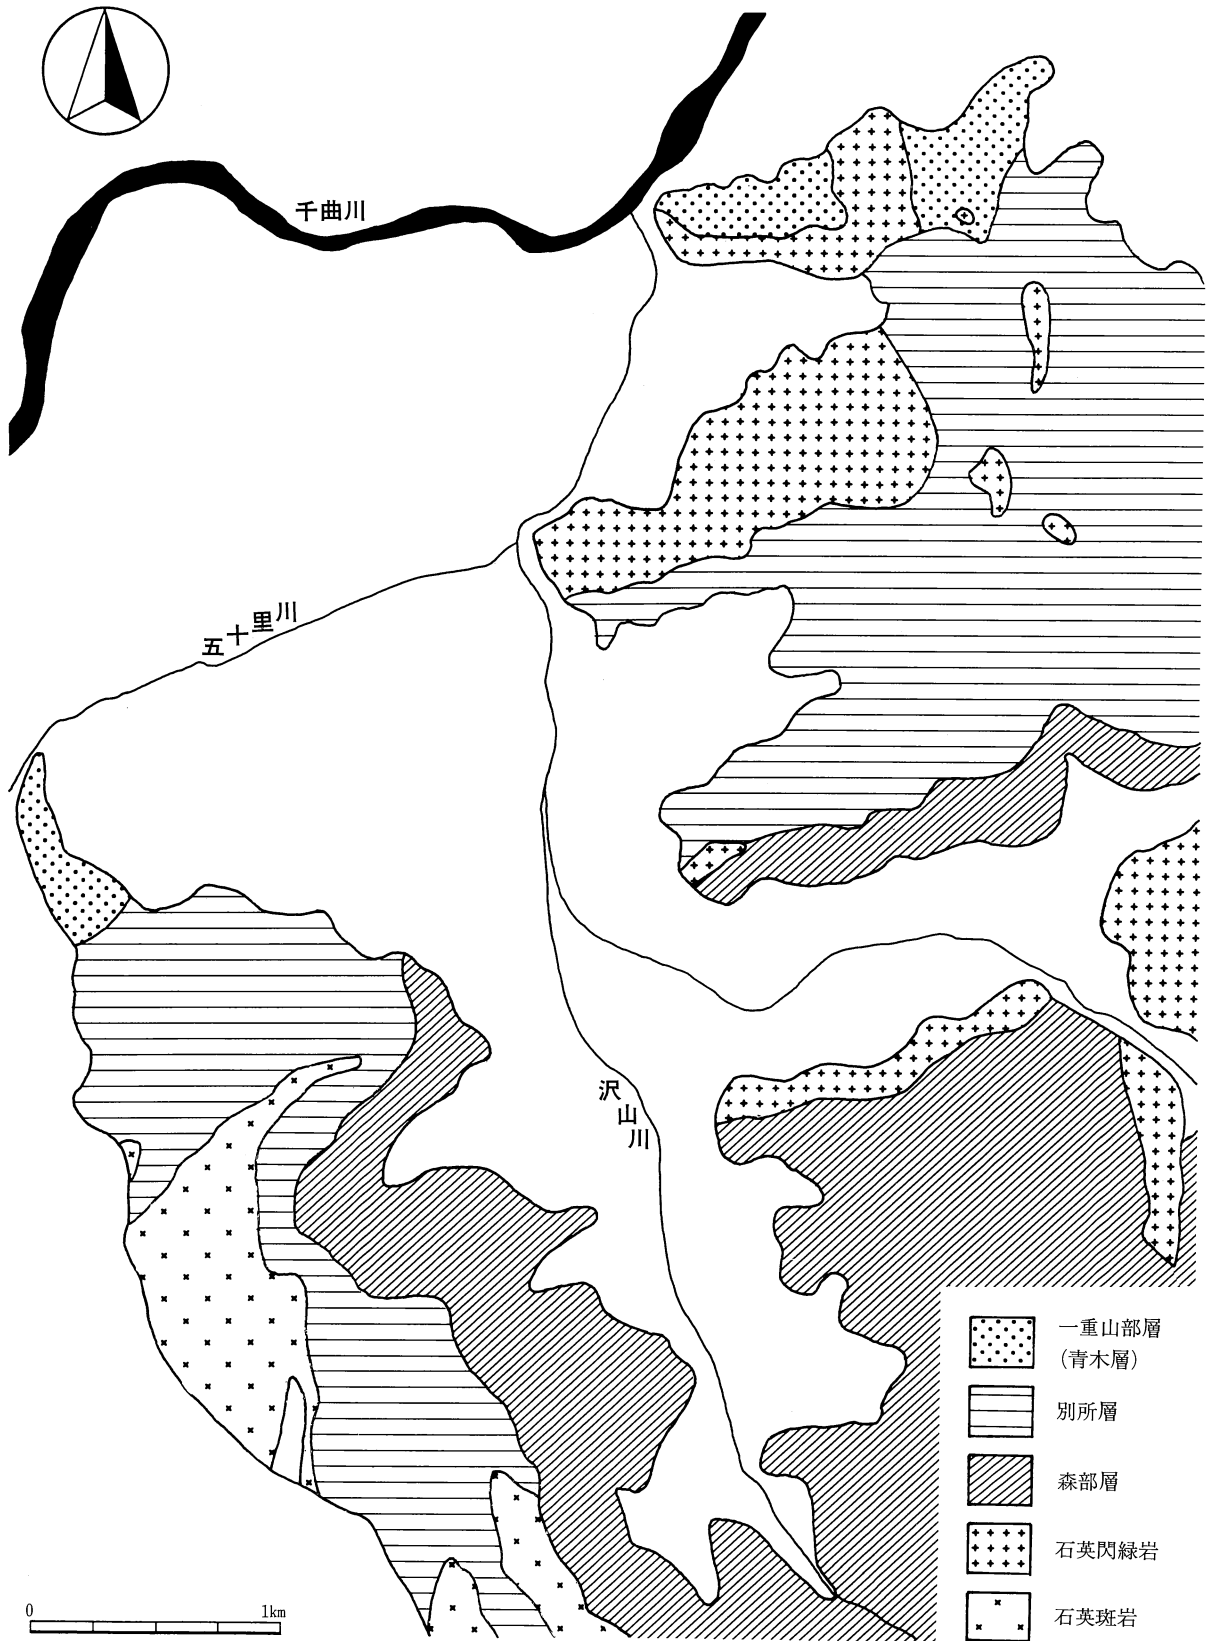 千曲川
五十里川
沢山川
一重山部層
(青木層)
別所層
森部層
石英閃緑岩
石英斑岩
0 1km